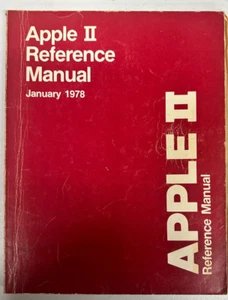 Apple II
Reference
Manual
January 1978
APPLE II
Reference Manual